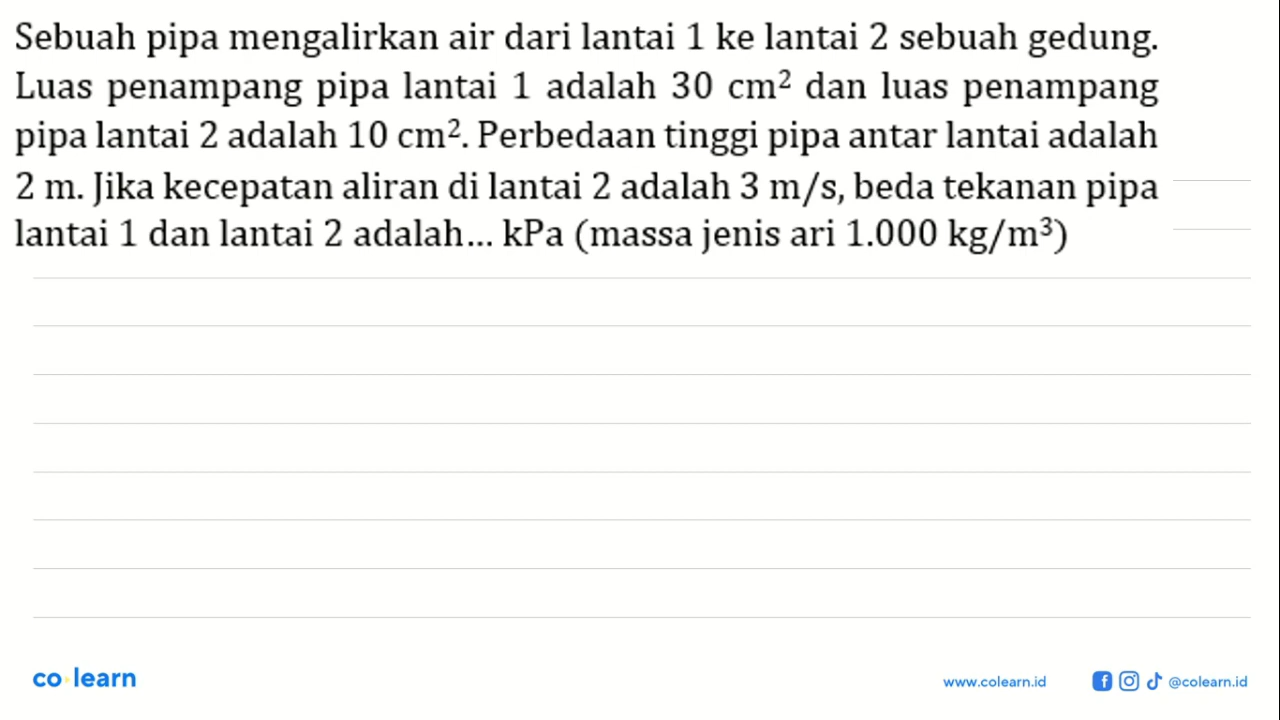 Sebuah pipa mengalirkan air dari lantai 1 ke lantai 2 sebuah gedung.
Luas penampang pipa lantai 1 adalah 30 cm² dan luas penampang
pipa lantai 2 adalah 10 cm². Perbedaan tinggi pipa antar lantai adalah
2 m. Jika kecepatan aliran di lantai 2 adalah 3 m/s, beda tekanan pipa
lantai 1 dan lantai 2 adalah... kPa (massa jenis ari 1.000 kg/m³)
co learn
www.colearn.id
@colearn.id